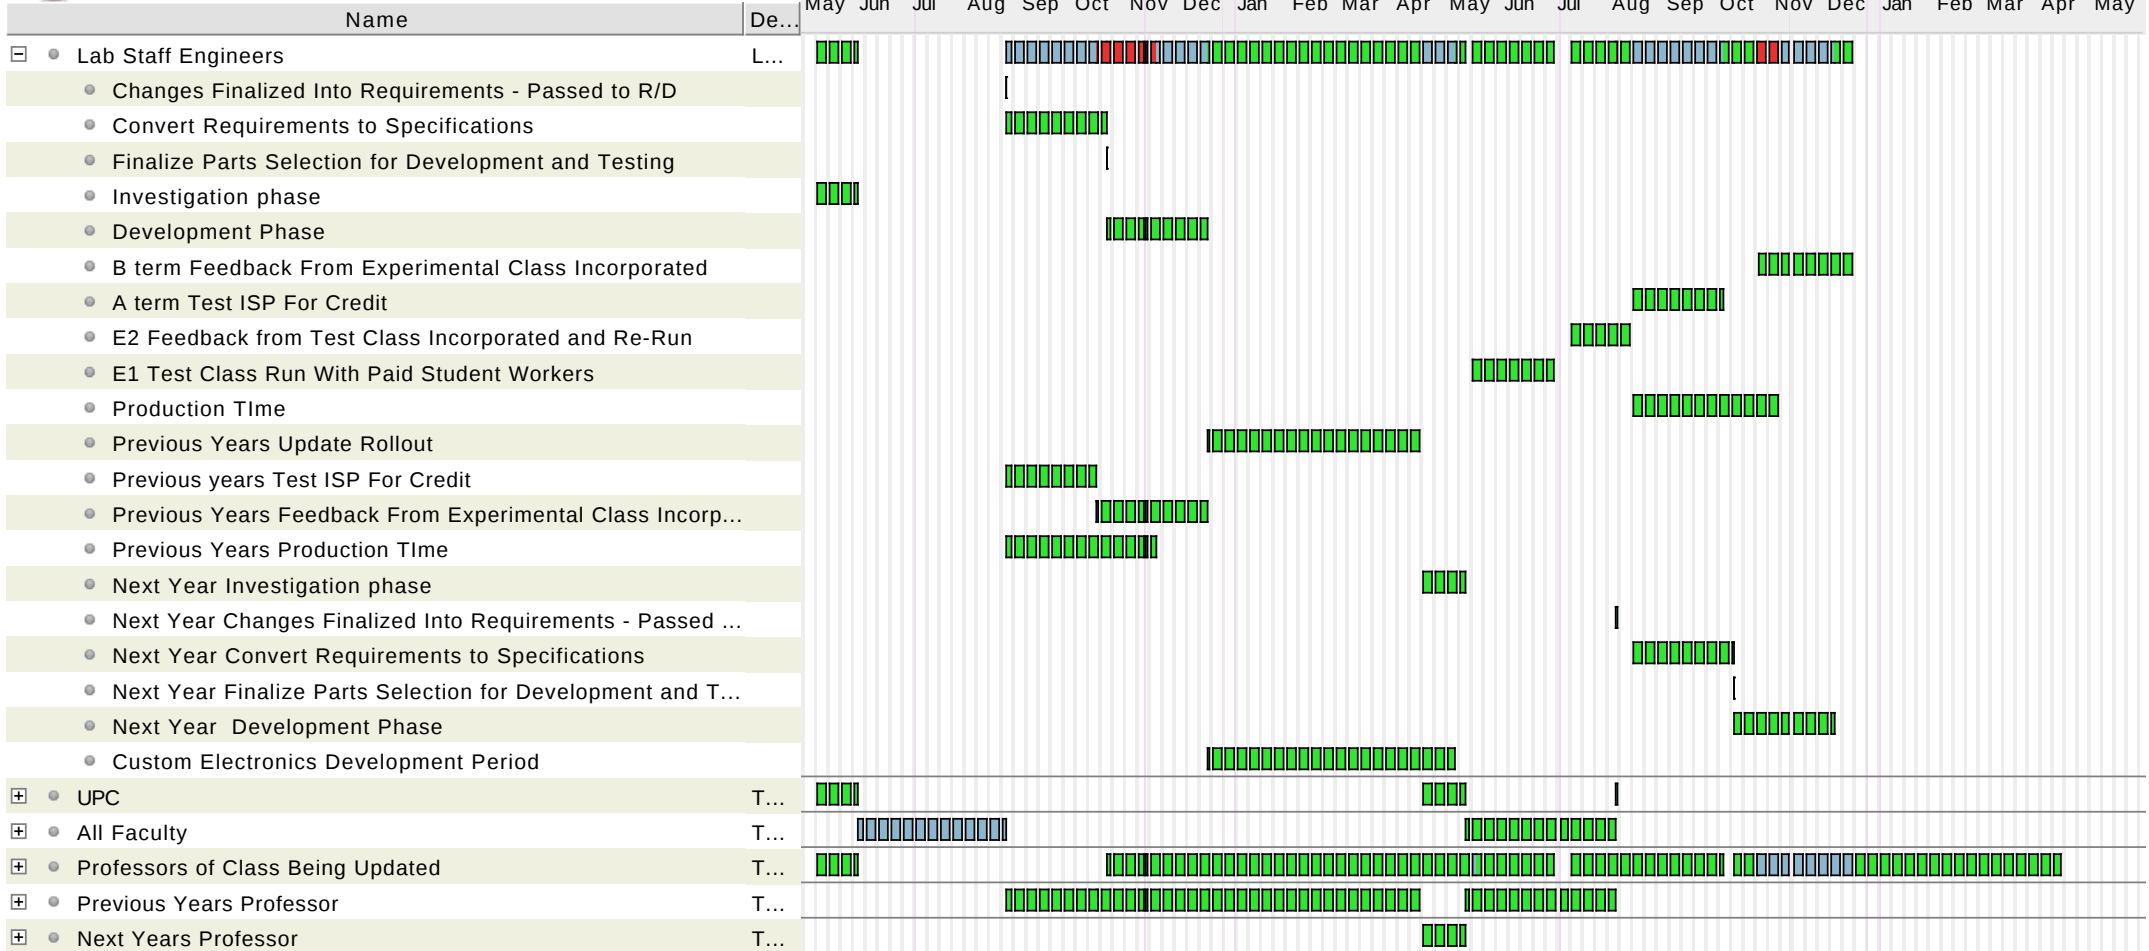 Name De... May Jun Jul Aug Sep Oct Nov Dec Jan Feb Mar Apr May Jun Jul Aug Sep Oct Nov Dec Jan Feb Mar Apr May
Lab Staff Engineers L...
Changes Finalized Into Requirements - Passed to R/D
Convert Requirements to Specifications
Finalize Parts Selection for Development and Testing
Investigation phase
Development Phase
B term Feedback From Experimental Class Incorporated
A term Test ISP For Credit
E2 Feedback from Test Class Incorporated and Re-Run
E1 Test Class Run With Paid Student Workers
Production TIme
Previous Years Update Rollout
Previous years Test ISP For Credit
Previous Years Feedback From Experimental Class Incorp...
Previous Years Production TIme
Next Year Investigation phase
Next Year Changes Finalized Into Requirements - Passed ...
Next Year Convert Requirements to Specifications
Next Year Finalize Parts Selection for Development and T...
Next Year  Development Phase
Custom Electronics Development Period
UPC T...
All Faculty T...
Professors of Class Being Updated T...
Previous Years Professor T...
Next Years Professor T...